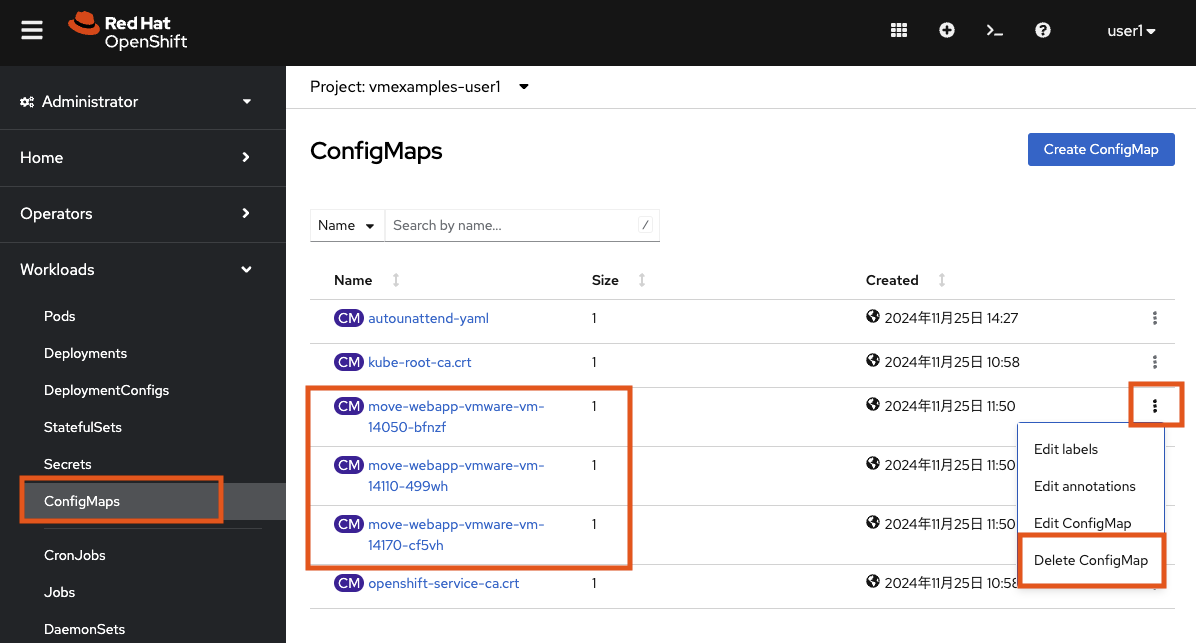 Red Hat
OpenShift
>_
?
user1
Administrator
Home
Operators
Workloads
Pods
Deployments
DeploymentConfigs
StatefulSets
Secrets
ConfigMaps
CronJobs
Jobs
DaemonSets
Project: vmexamples-user1
ConfigMaps
Create ConfigMap
Name
Search by name...
/
Name Size Created
CM autounattend-yaml 1 2024年11月25日 14:27
CM kube-root-ca.crt 1 2024年11月25日 10:58
CM move-webapp-vmware-vm- 1 2024年11月25日 11:50
14050-bfnzf
CM move-webapp-vmware-vm- 1 2024年11月25日 11:50
14110-499wh
CM move-webapp-vmware-vm- 1 2024年11月25日 11:50
14170-cf5vh
CM openshift-service-ca.crt 1 2024年11月25日 10:58
Edit labels
Edit annotations
Edit ConfigMap
Delete ConfigMap